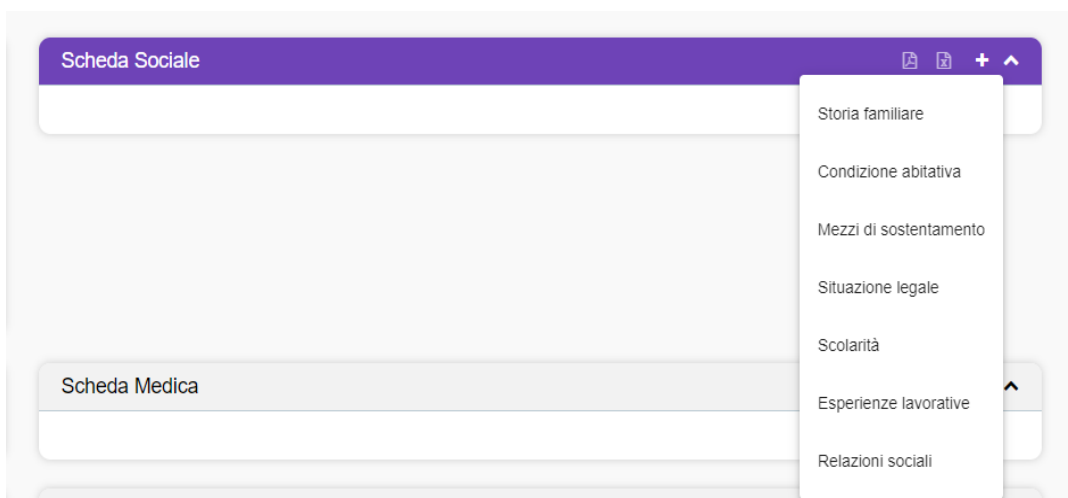 Scheda Sociale
Storia familiare
Condizione abitativa
Mezzi di sostentamento
Situazione legale
Scolarità
Scheda Medica
Esperienze lavorative
Relazioni sociali